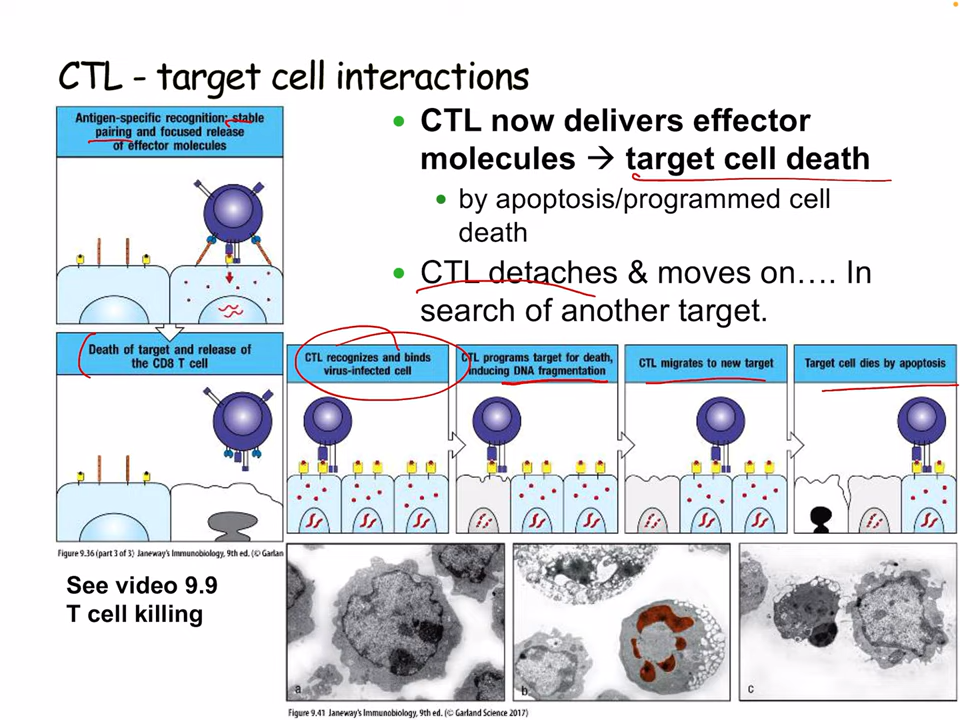 CTL - target cell interactions
Antigen-specific recognition: stable
pairing and focused release
of effector molecules
• CTL now delivers effector
molecules → target cell death
• by apoptosis/programmed cell
death
• CTL detaches & moves on…. In
search of another target.
Death of target and release of
the CD8 T cell
CTL recognizes and binds
virus-infected cell
CTL programs target for death,
inducing DNA fragmentation
CTL migrates to new target
Target cell dies by apoptosis
Figure 9.36 (part 3 of 3) Janeway's Immunobiology, 9th ed. (© Garlan
See video 9.9
T cell killing
a
b
c
Figure 9.41 Janeway's Immunobiology, 9th ed. (© Garland Science 2017)